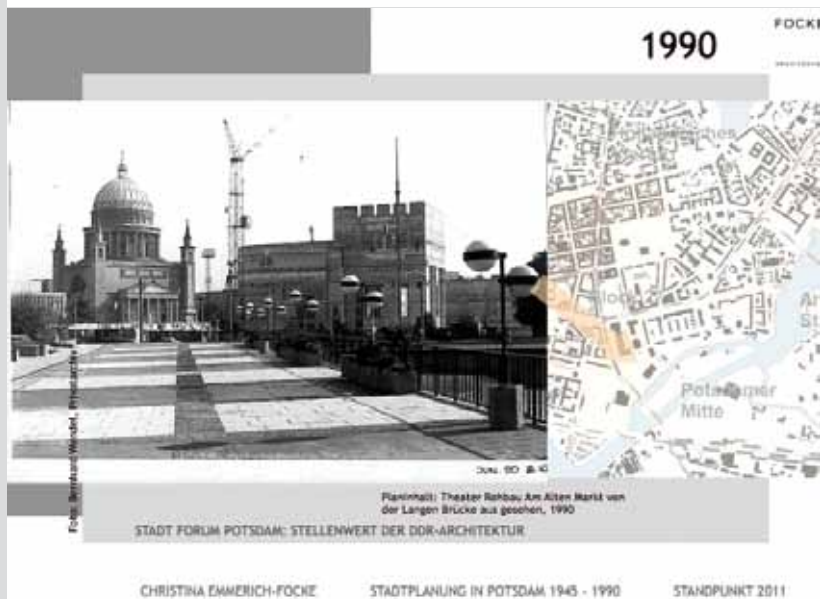 1990
FOCKE
Potsdamer
Mitte
Foto: Bernhard Wendel, Privatarchiv
Planinhalt: Theater Rohbau Am Alten Markt von
der Langen Brücke aus gesehen, 1990
STADT FORUM POTSDAM: STELLENWERT DER DDR-ARCHITEKTUR
CHRISTINA EMMERICH-FOCKE STADTPLANUNG IN POTSDAM 1945 - 1990 STANDPUNKT 2011